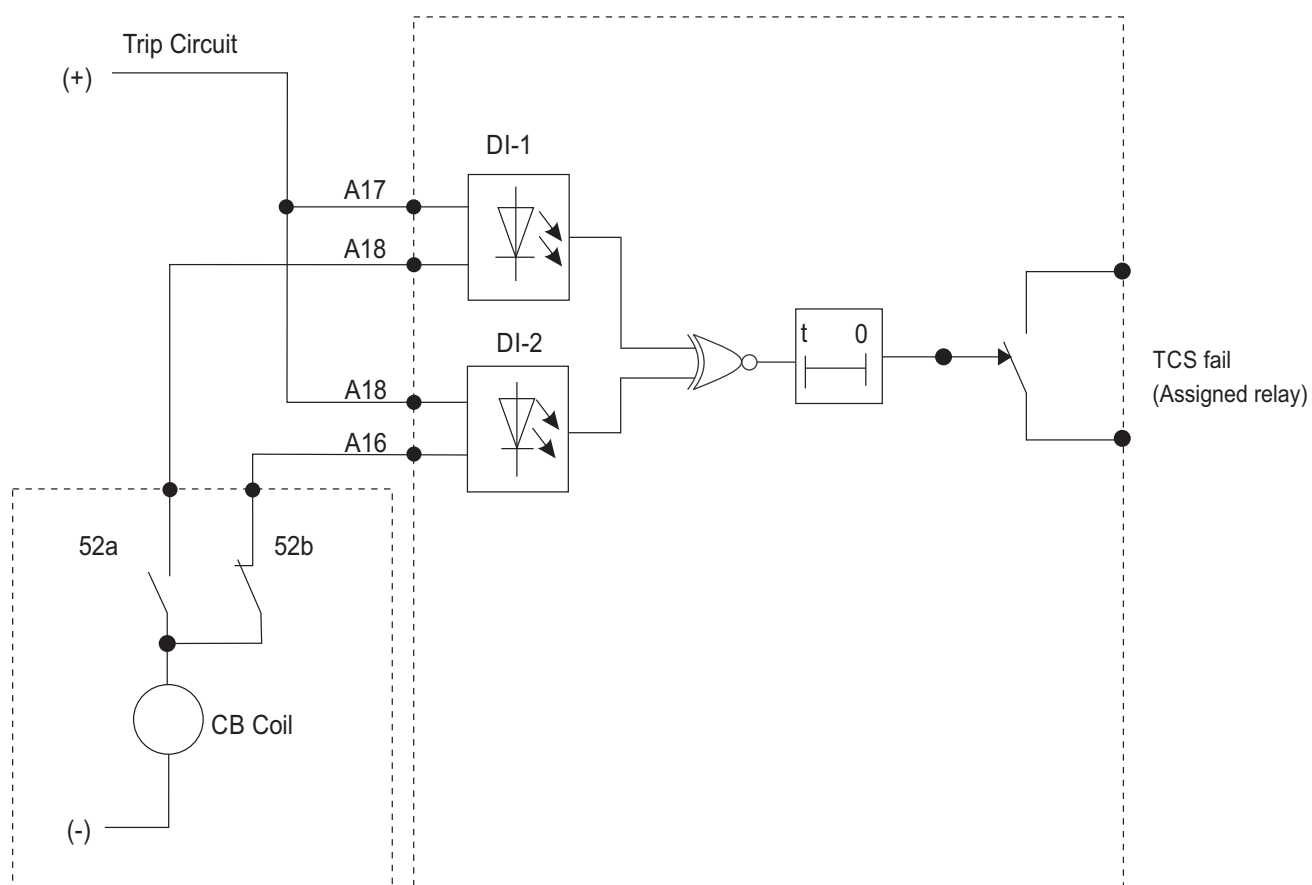 Trip Circuit
(+)
DI-1
A17
A18
DI-2
A18
A16
t 0
TCS fail
(Assigned relay)
52a
52b
CB Coil
(-)